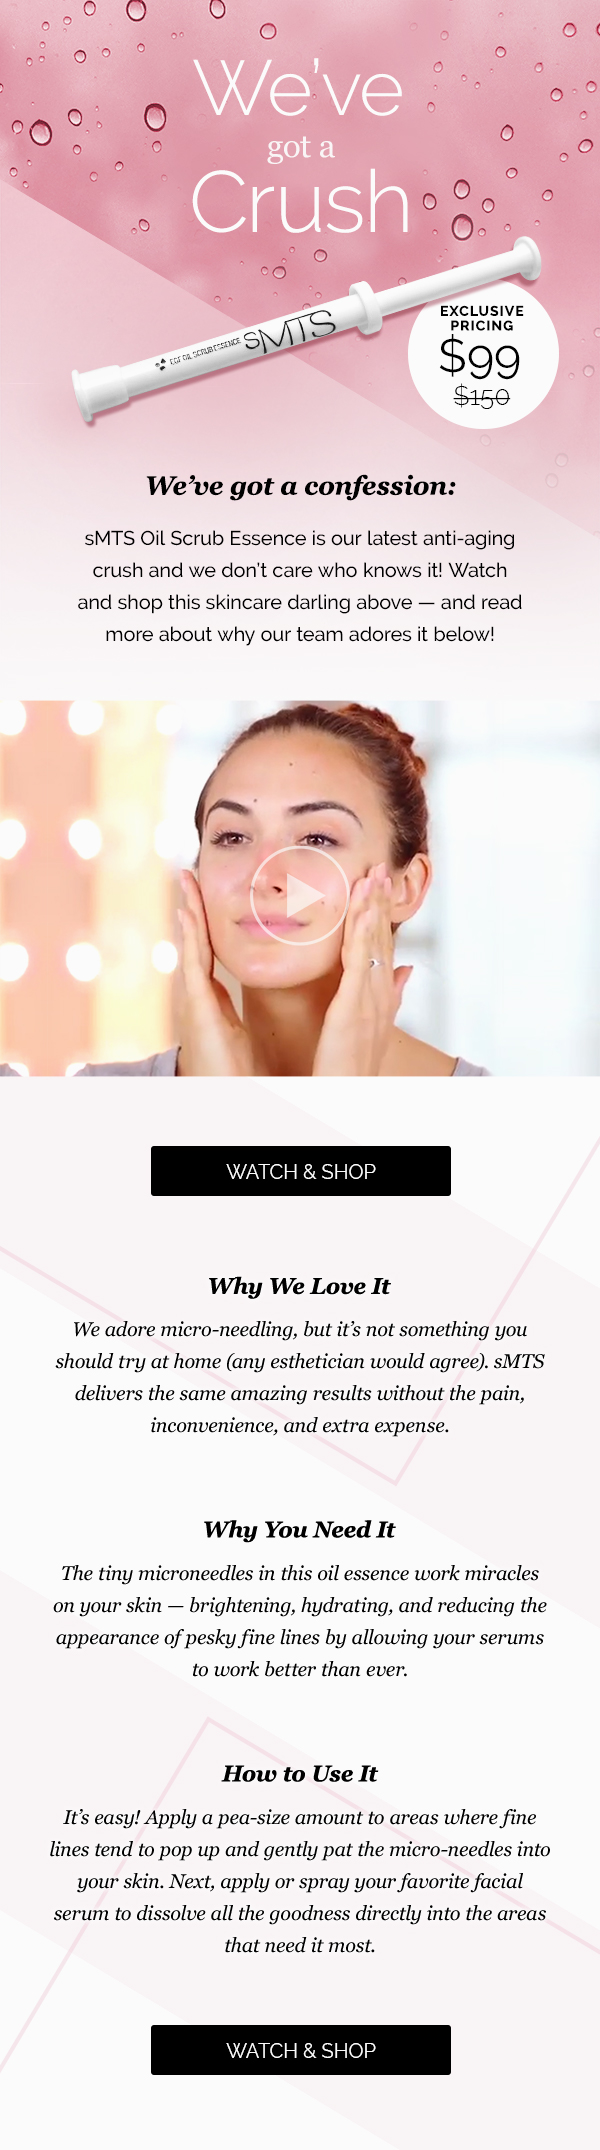 We've
got a
Crush
EGF OIL SCRUB ESSENCE sMTS
EXCLUSIVE
PRICING
$99
$150
We've got a confession:
sMTS Oil Scrub Essence is our latest anti-aging
crush and we don't care who knows it! Watch
and shop this skincare darling above — and read
more about why our team adores it below!
WATCH & SHOP
Why We Love It
We adore micro-needling, but it's not something you
should try at home (any esthetician would agree). sMTS
delivers the same amazing results without the pain,
inconvenience, and extra expense.
Why You Need It
The tiny microneedles in this oil essence work miracles
on your skin — brightening, hydrating, and reducing the
appearance of pesky fine lines by allowing your serums
to work better than ever.
How to Use It
It's easy! Apply a pea-size amount to areas where fine
lines tend to pop up and gently pat the micro-needles into
your skin. Next, apply or spray your favorite facial
serum to dissolve all the goodness directly into the areas
that need it most.
WATCH & SHOP